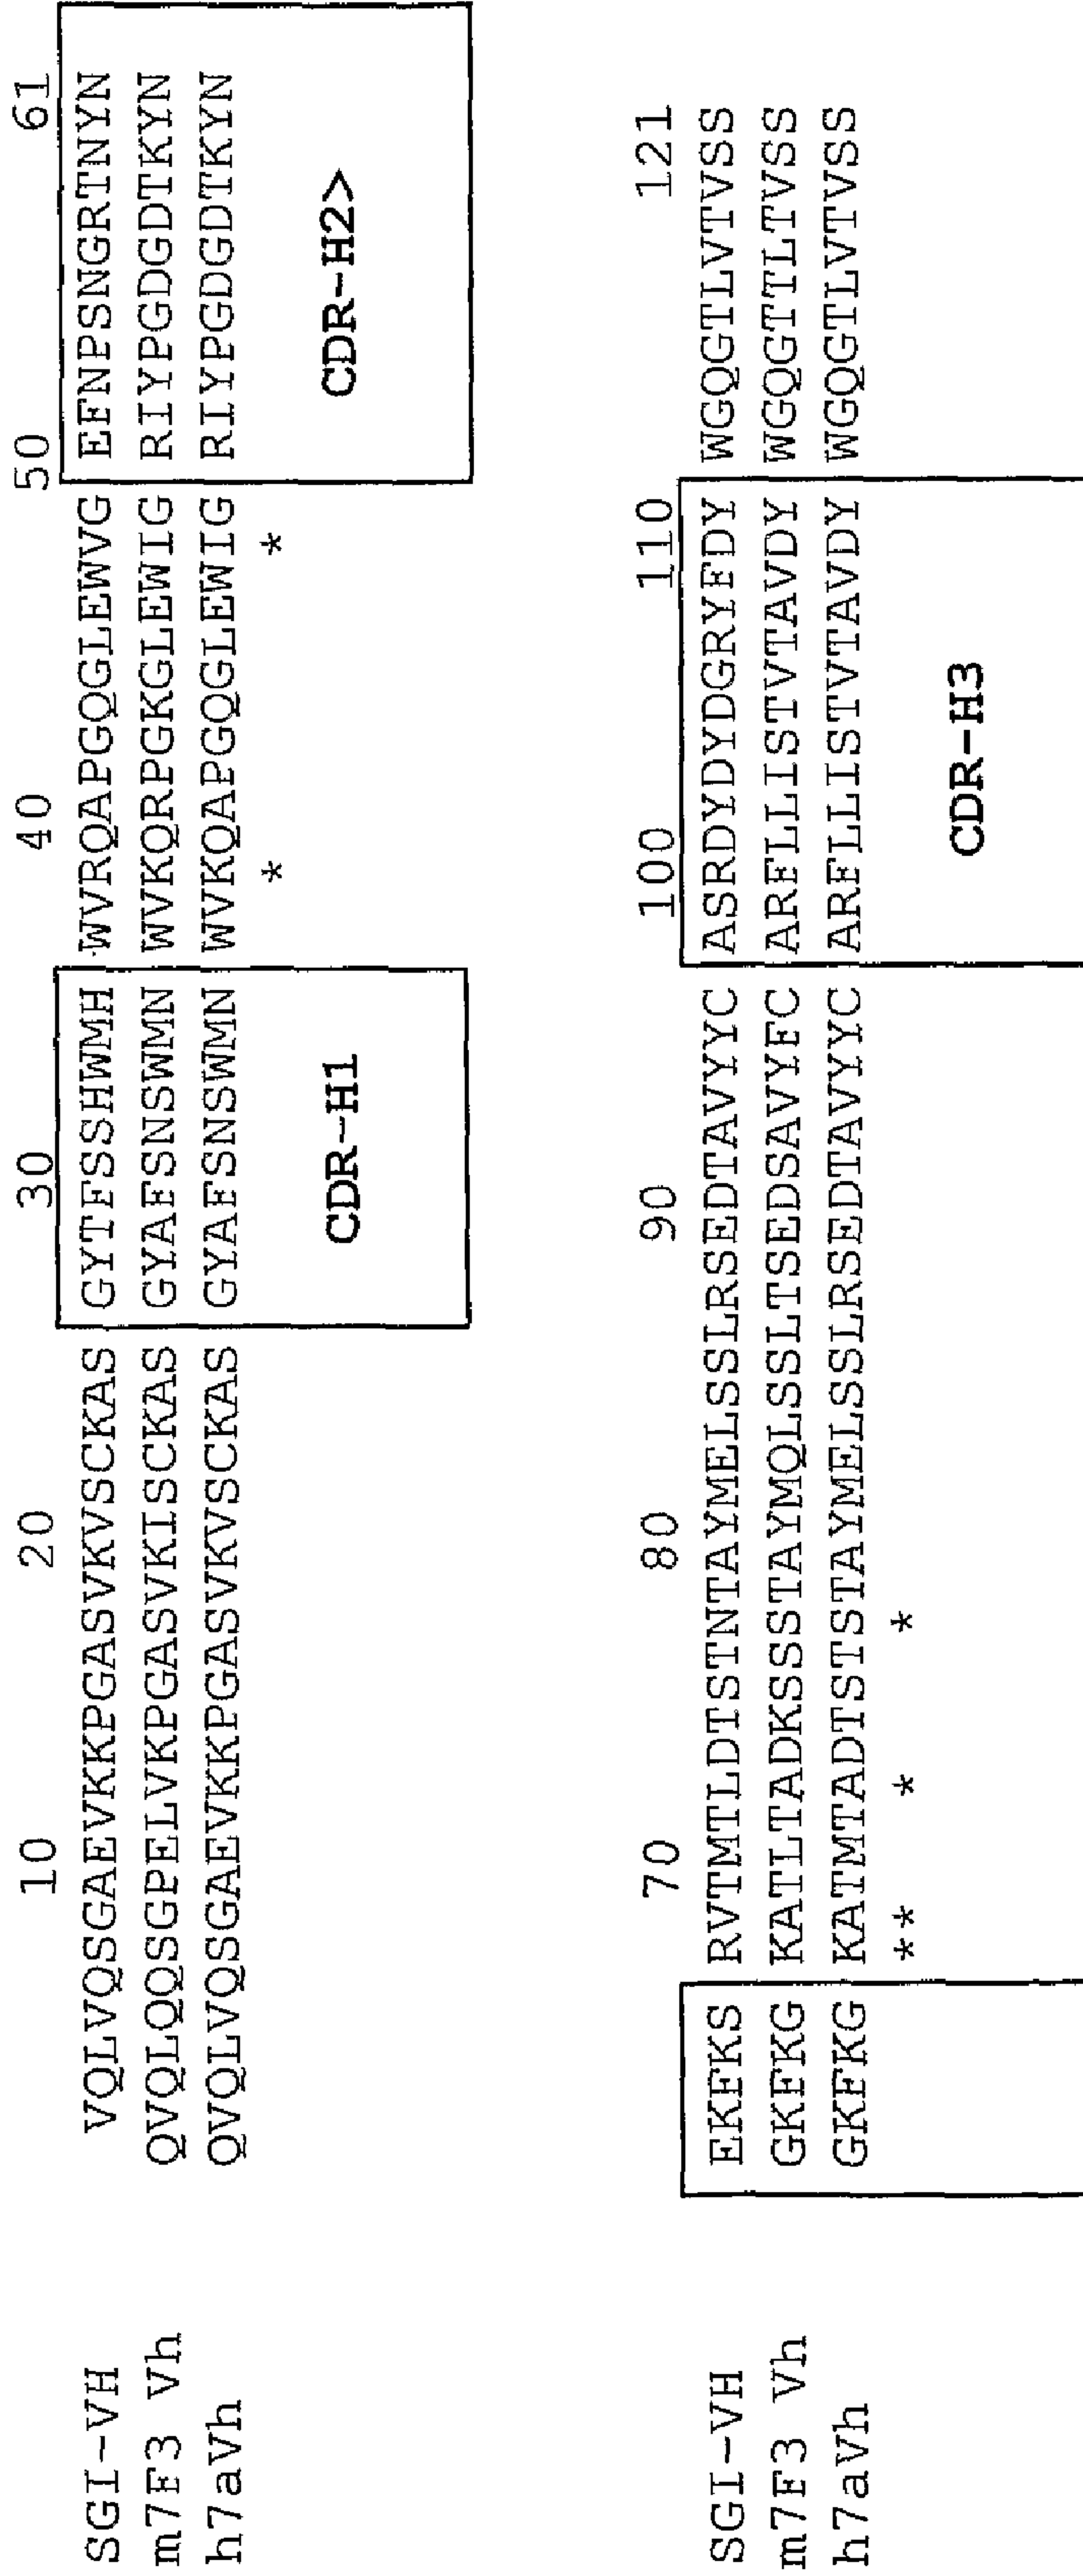 10 20 30 40 50 61
SGI-VH VQLVQSGAEVKKPGASVKVSCKAS GYTFSSHWMH WVRQAPGQGLEWVG EFNPSNGRTNYN
m7F3 Vh QVQLQQSGPELVKPGASVKISCKAS GYAFSNSWMN WVKQRPGKGLEWIG RIYPGDGDTKYN
h7aVh QVQLVQSGAEVKKPGASVKVSCKAS GYAFSNSWMN WVKQAPGQGLEWIG RIYPGDGDTKYN
* *
CDR-H1 CDR-H2>
70 80 90 100 110 121
SGI-VH EKFKS RVTMTLDTSTNTAYMELSSLRSEDTAVYYC ASRDYDYDGRYFDY WGQGTLVTVSS
m7F3 Vh GKFKG KATLTADKSSSTAYMQLSSLTSEDSAVYFC ARFLLISTVTAVDY WGQGTTLTVSS
h7aVh GKFKG KATMTADTSTSTAYMELSSLRSEDTAVYYC ARFLLISTVTAVDY WGQGTLVTVSS
** * *
CDR-H3